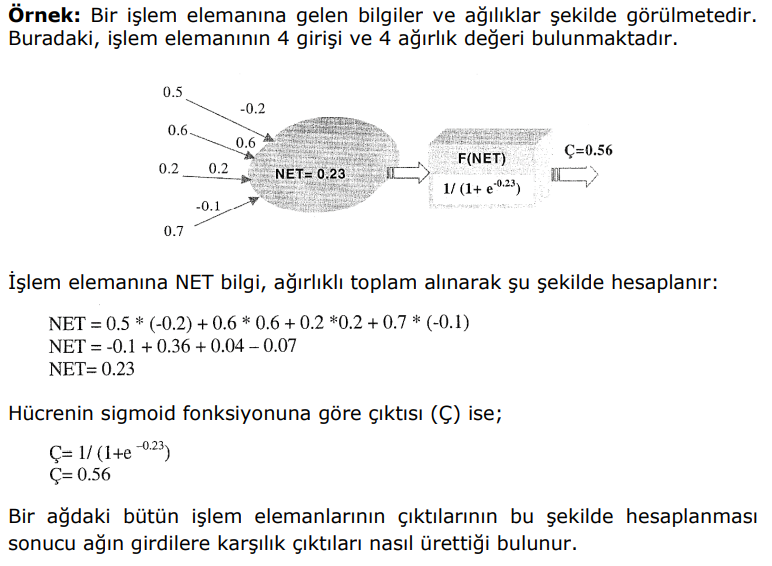 Örnek: Bir işlem elemanına gelen bilgiler ve ağılıklar şekilde görülmetedir.
Buradaki, işlem elemanının 4 girişi ve 4 ağırlık değeri bulunmaktadır.
0.5
-0.2
0.6
0.6
0.2
0.2
-0.1
0.7
NET= 0.23
F(NET)
1/ (1+ e^-0.23)
Ç=0.56
İşlem elemanına NET bilgi, ağırlıklı toplam alınarak şu şekilde hesaplanır:
NET = 0.5 * (-0.2) + 0.6 * 0.6 + 0.2 *0.2 + 0.7 * (-0.1)
NET = -0.1 + 0.36 + 0.04 – 0.07
NET= 0.23
Hücrenin sigmoid fonksiyonuna göre çıktısı (Ç) ise;
Ç= 1/ (1+e ^–0.23)
Ç= 0.56
Bir ağdaki bütün işlem elemanlarının çıktılarının bu şekilde hesaplanması
sonucu ağın girdilere karşılık çıktıları nasıl ürettiği bulunur.